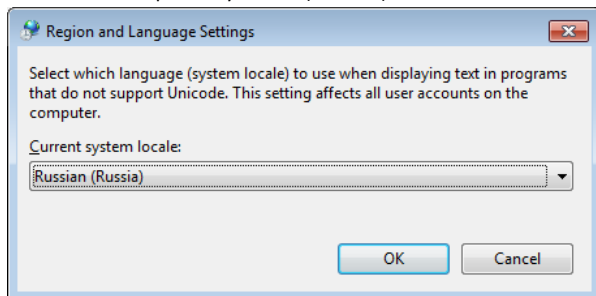 Region and Language Settings
Select which language (system locale) to use when displaying text in programs
that do not support Unicode. This setting affects all user accounts on the
computer.
Current system locale:
Russian (Russia)
OK
Cancel